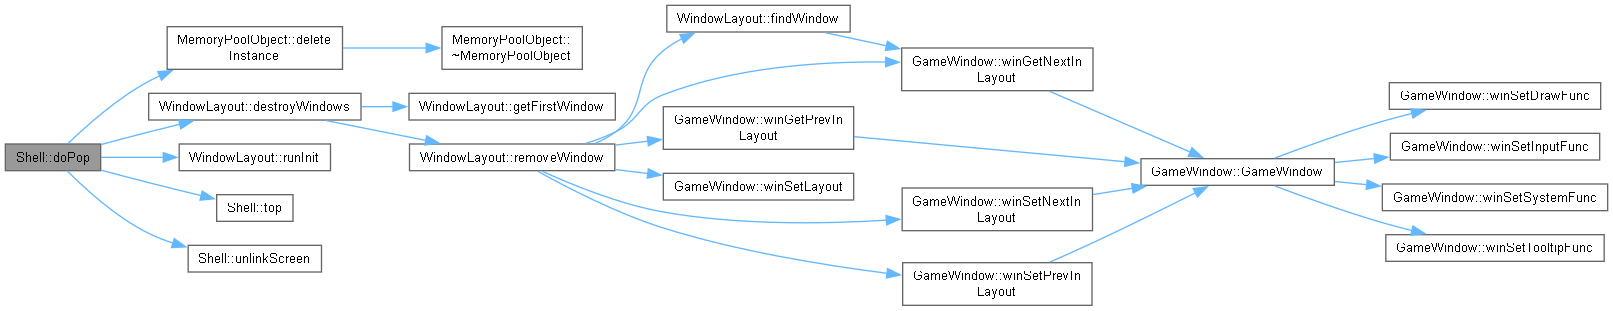 Shell::doPop
MemoryPoolObject::delete
Instance
WindowLayout::destroyWindows
WindowLayout::runInit
Shell::top
Shell::unlinkScreen
MemoryPoolObject::
~MemoryPoolObject
WindowLayout::getFirstWindow
WindowLayout::removeWindow
WindowLayout::findWindow
GameWindow::winGetPrevIn
Layout
GameWindow::winSetLayout
GameWindow::winGetNextIn
Layout
GameWindow::winSetNextIn
Layout
GameWindow::winSetPrevIn
Layout
GameWindow::GameWindow
GameWindow::winSetDrawFunc
GameWindow::winSetInputFunc
GameWindow::winSetSystemFunc
GameWindow::winSetTooltipFunc